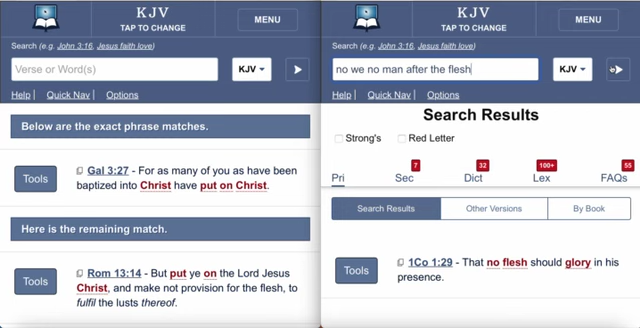 KJV
TAP TO CHANGE
MENU
Search (e.g. John 3:16, Jesus faith love)
Verse or Word(s)
KJV
Help | Quick Nav | Options
Below are the exact phrase matches.
Tools
Gal 3:27 - For as many of you as have been
baptized into Christ have put on Christ.
Here is the remaining match.
Tools
Rom 13:14 - But put ye on the Lord Jesus
Christ, and make not provision for the flesh, to
fulfil the lusts thereof.
KJV
TAP TO CHANGE
MENU
Search (e.g. John 3:16, Jesus faith love)
no we no man after the flesh
KJV
Help | Quick Nav | Options
Search Results
Strong's
Red Letter
Pri
Sec 7
Dict 32
Lex 100+
FAQs 55
Search Results
Other Versions
By Book
Tools
1Co 1:29 - That no flesh should glory in his
presence.